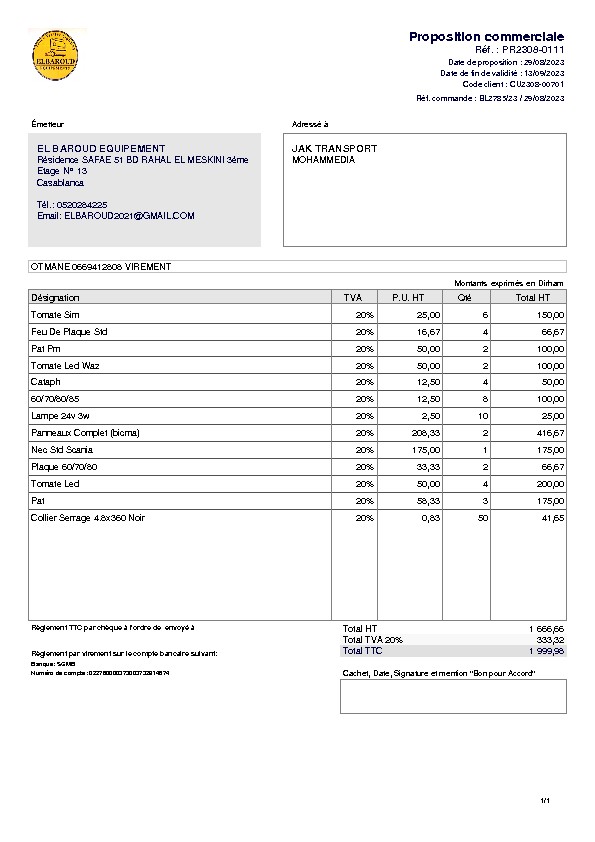 EL BAROUD
EQUIPEMENT
Proposition commerciale
Réf. : PR2308-0111
Date de proposition : 29/08/2023
Date de fin de validité : 13/09/2023
Code client : CU2308-00701
Réf. commande : BL2785/23 / 29/08/2023
Émetteur
Adressé à
EL BAROUD EQUIPEMENT
Résidence SAFAE 51 BD RAHAL EL MESKINI 3éme
Etage N° 13
Casablanca
Tél.: 0520284225
Email: ELBAROUD2021@GMAIL.COM
JAK TRANSPORT
MOHAMMEDIA
OTMANE 0669412808 VIREMENT
Montants exprimés en Dirham
Désignation TVA P.U. HT Qté Total HT
Tomate Sim 20% 25,00 6 150,00
Feu De Plaque Std 20% 16,67 4 66,67
Pat Pm 20% 50,00 2 100,00
Tomate Led Waz 20% 50,00 2 100,00
Cataph 20% 12,50 4 50,00
60/70/80/85 20% 12,50 8 100,00
Lampe 24v 3w 20% 2,50 10 25,00
Panneaux Complet (bicma) 20% 208,33 2 416,67
Nec Std Scania 20% 175,00 1 175,00
Plaque 60/70/80 20% 33,33 2 66,67
Tomate Led 20% 50,00 4 200,00
Pat 20% 58,33 3 175,00
Collier Serrage 4.8x360 Noir 20% 0,83 50 41,65
Règlement TTC par chèque à l'ordre de envoyé à
Règlement par virement sur le compte bancaire suivant:
Banque: SGMB
Numéro de compte:
Total HT 1 666,66
Total TVA 20% 333,32
Total TTC 1 999,98
Cachet, Date, Signature et mention "Bon pour Accord"
1/1